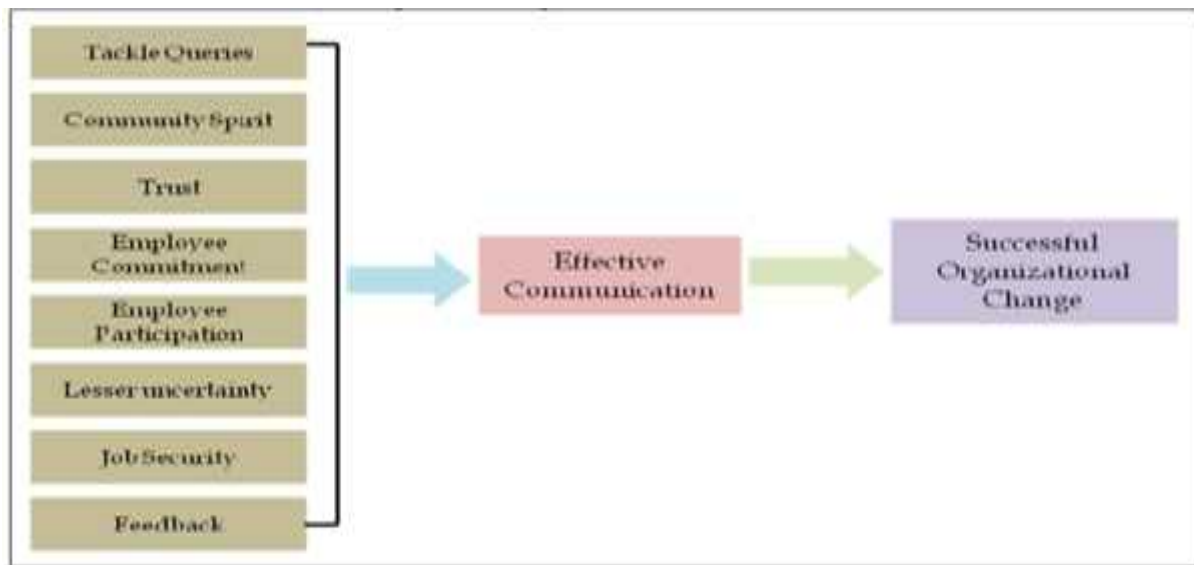 Tackle Queries
Community Spirit
Trust
Employee
Commitment
Employee
Participation
Lesser uncertainty
Job Security
Feedback
Effective
Communication
Successful
Organizational
Change